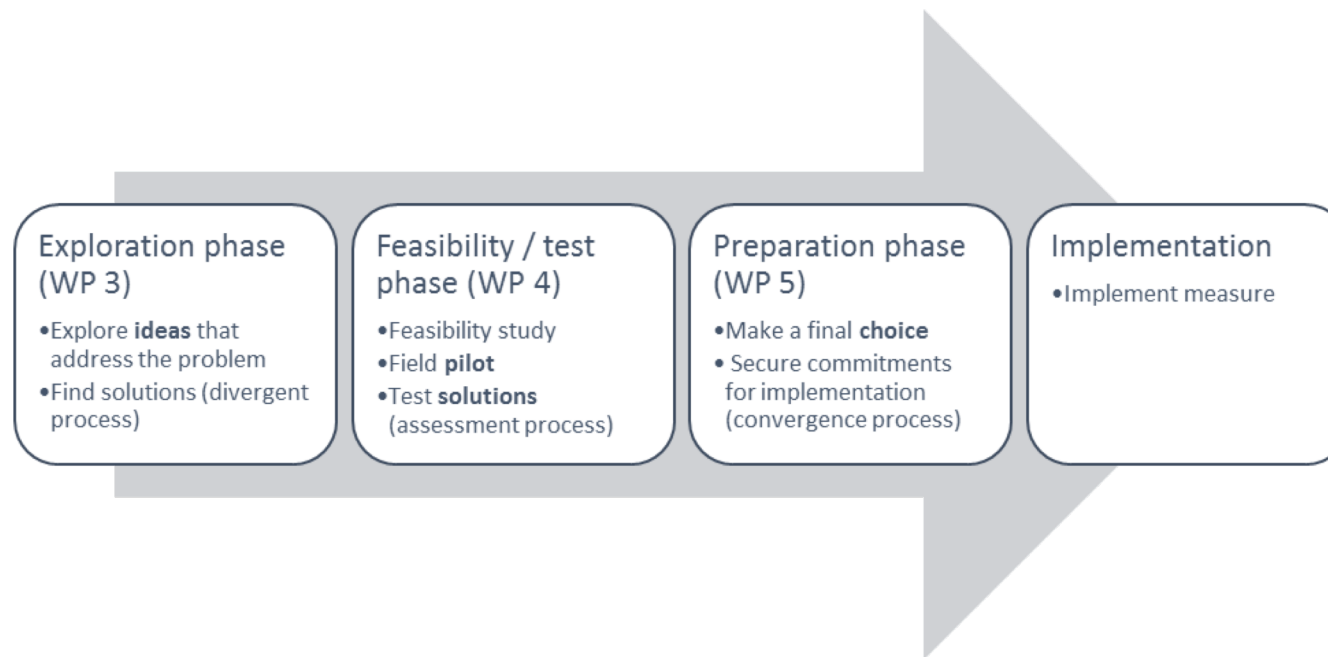 Exploration phase
(WP 3)
•Explore ideas that
address the problem
•Find solutions (divergent
process)
Feasibility / test
phase (WP 4)
•Feasibility study
•Field pilot
•Test solutions
(assessment process)
Preparation phase
(WP 5)
•Make a final choice
• Secure commitments
for implementation
(convergence process)
Implementation
•Implement measure